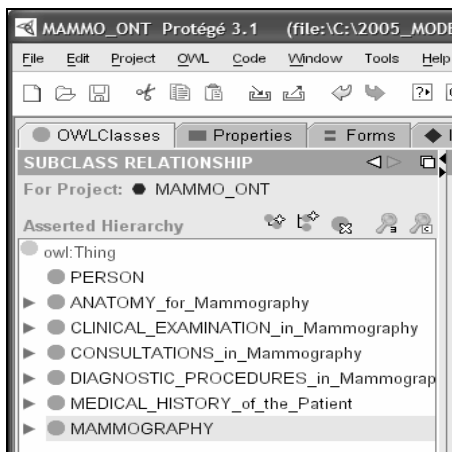 MAMMO_ONT Protégé 3.1 (file:\C:\2005_MODE
File Edit Project OWL Code Window Tools Help
OWLClasses Properties Forms
SUBCLASS RELATIONSHIP
For Project: MAMMO_ONT
Asserted Hierarchy
owl:Thing
PERSON
ANATOMY_for_Mammography
CLINICAL_EXAMINATION_in_Mammography
CONSULTATIONS_in_Mammography
DIAGNOSTIC_PROCEDURES_in_Mammograp
MEDICAL_HISTORY_of_the_Patient
MAMMOGRAPHY